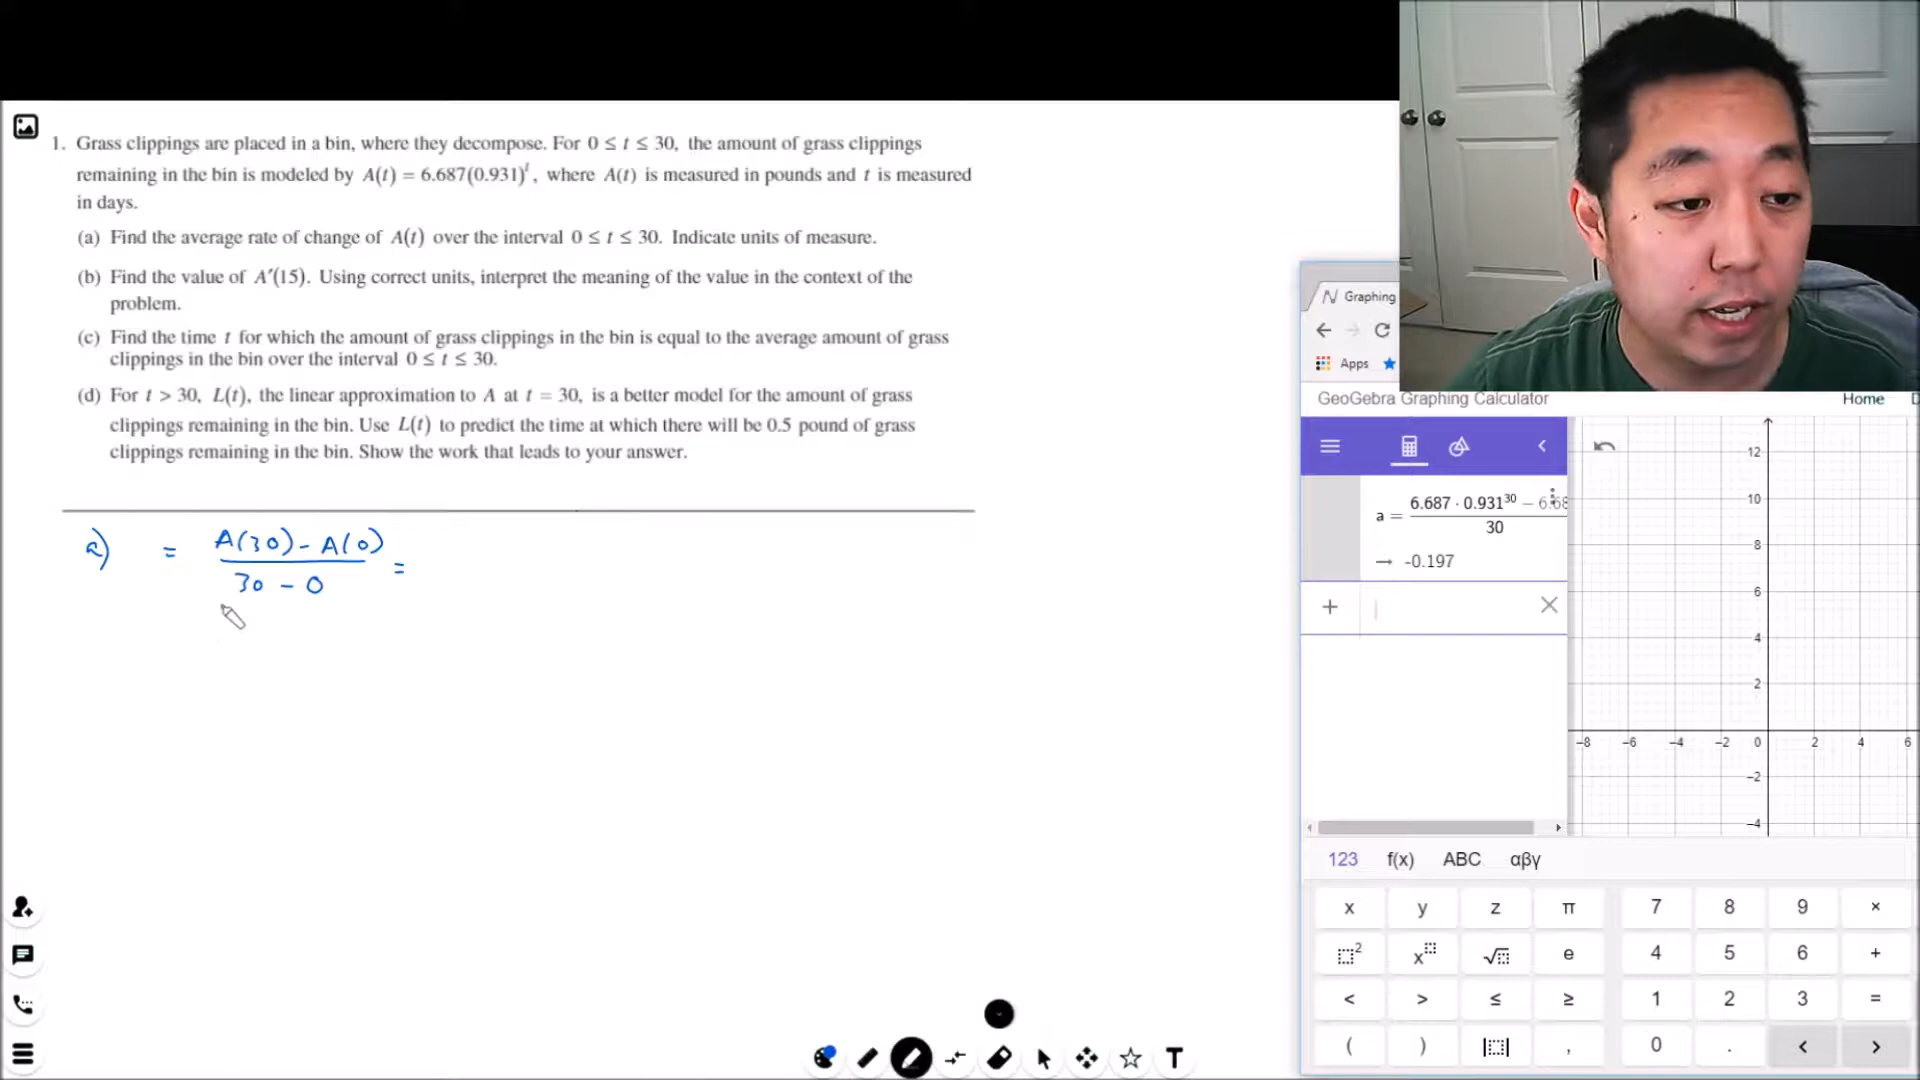 1. Grass clippings are placed in a bin, where they decompose. For 0 ≤ t ≤ 30, the amount of grass clippings
remaining in the bin is modeled by A(t) = 6.687(0.931)^t, where A(t) is measured in pounds and t is measured
in days.
(a) Find the average rate of change of A(t) over the interval 0 ≤ t ≤ 30. Indicate units of measure.
(b) Find the value of A′(15). Using correct units, interpret the meaning of the value in the context of the
problem.
(c) Find the time t for which the amount of grass clippings in the bin is equal to the average amount of grass
clippings in the bin over the interval 0 ≤ t ≤ 30.
(d) For t > 30, L(t), the linear approximation to A at t = 30, is a better model for the amount of grass
clippings remaining in the bin. Use L(t) to predict the time at which there will be 0.5 pound of grass
clippings remaining in the bin. Show the work that leads to your answer.
a) = A(30) - A(0)
30 - 0 =
Graphing
Apps
GeoGebra Graphing Calculator Home
a = 6.687 · 0.931^30 − 6.68
30
→ -0.197
+
12
10
8
6
4
2
-8 -6 -4 -2 0 2 4 6
-2
-4
123 f(x) ABC αβγ
x y z π 7 8 9 ×
e 4 5 6 +
< > ≤ ≥ 1 2 3 =
( ) , 0 . < >
T